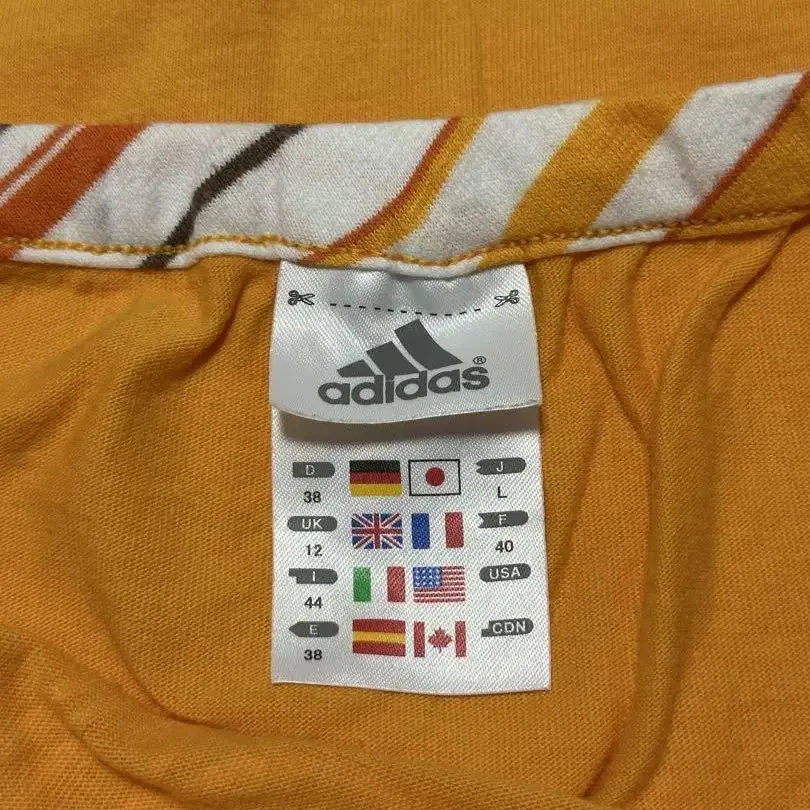 adidas®
D J
38 L
UK F
12 40
I USA
44
E CDN
38